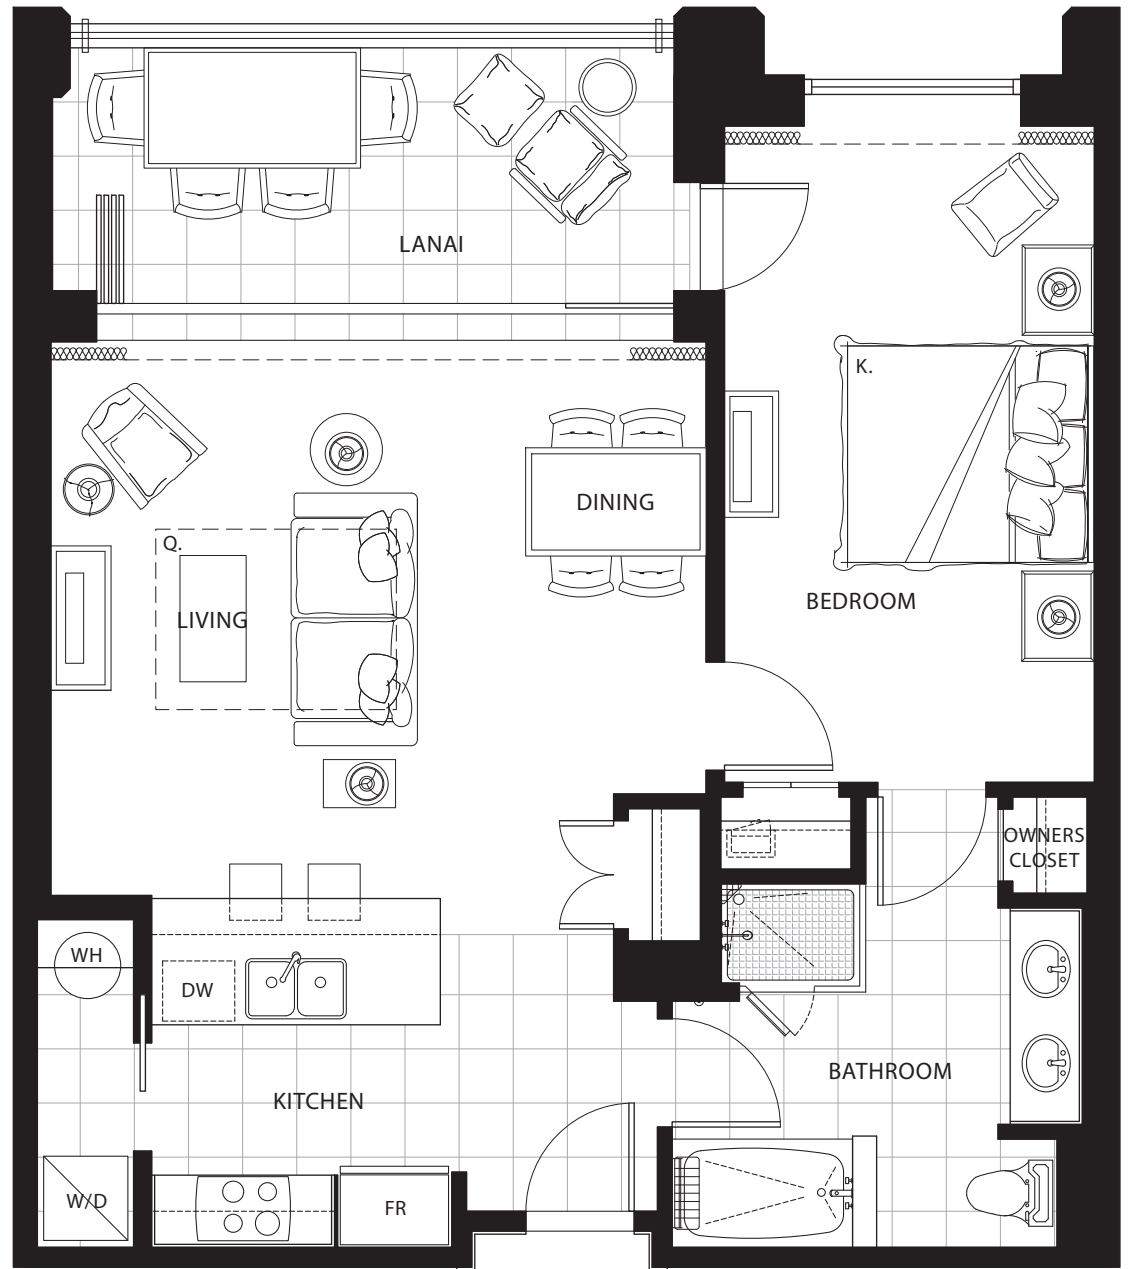 LANAI
K.
DINING
Q.
LIVING
BEDROOM
OWNERS
CLOSET
WH
DW
BATHROOM
KITCHEN
W/D
FR